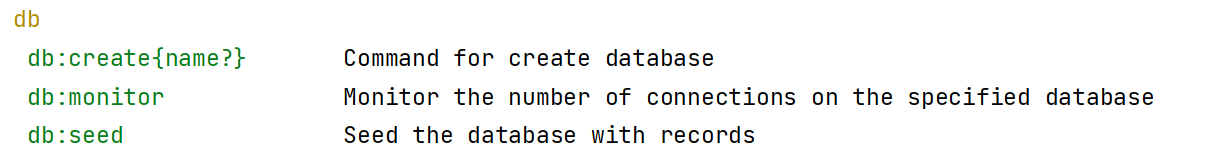 db
db:create{name?} Command for create database
db:monitor Monitor the number of connections on the specified database
db:seed Seed the database with records